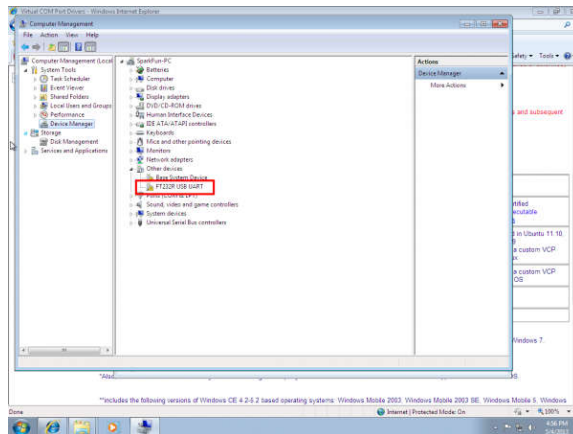 Virtual COM Port Drivers - Windows Internet Explorer
Computer Management
File Action View Help
Safety Tools
Computer Management (Local
System Tools
Task Scheduler
Event Viewer
Shared Folders
Local Users and Groups
Performance
Device Manager
Storage
Disk Management
Services and Applications
SparkFun-PC
Batteries
Computer
Disk drives
Display adapters
DVD/CD-ROM drives
Human Interface Devices
IDE ATA/ATAPI controllers
Keyboards
Mice and other pointing devices
Monitors
Network adapters
Other devices
Base System Device
FT232R USB UART
Ports (COM & LPT)
Sound, video and game controllers
System devices
Universal Serial Bus controllers
Actions
Device Manager
More Actions
s and subsequent
rtified
ecutable
d in Ubuntu 11.10,
a custom VCP
a custom VCP
OS
Windows 7
*Also
**includes the following versions of Windows CE 4.2-5.2 based operating systems: Windows Mobile 2003, Windows Mobile 2003 SE, Windows Mobile 5, Windows
Done
Internet | Protected Mode: On
100%
4:56 PM